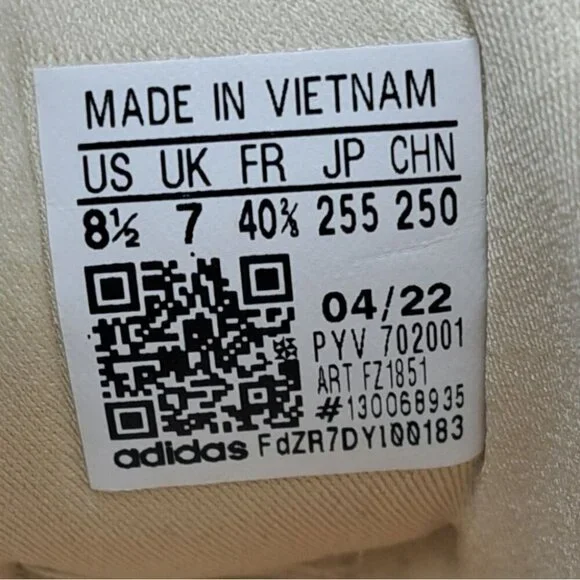 MADE IN VIETNAM
US UK FR JP CHN
8½ 7 40⅔ 255 250
04/22
PYV 702001
ART FZ1851
#130068935
adidas FdZR7DYl00183